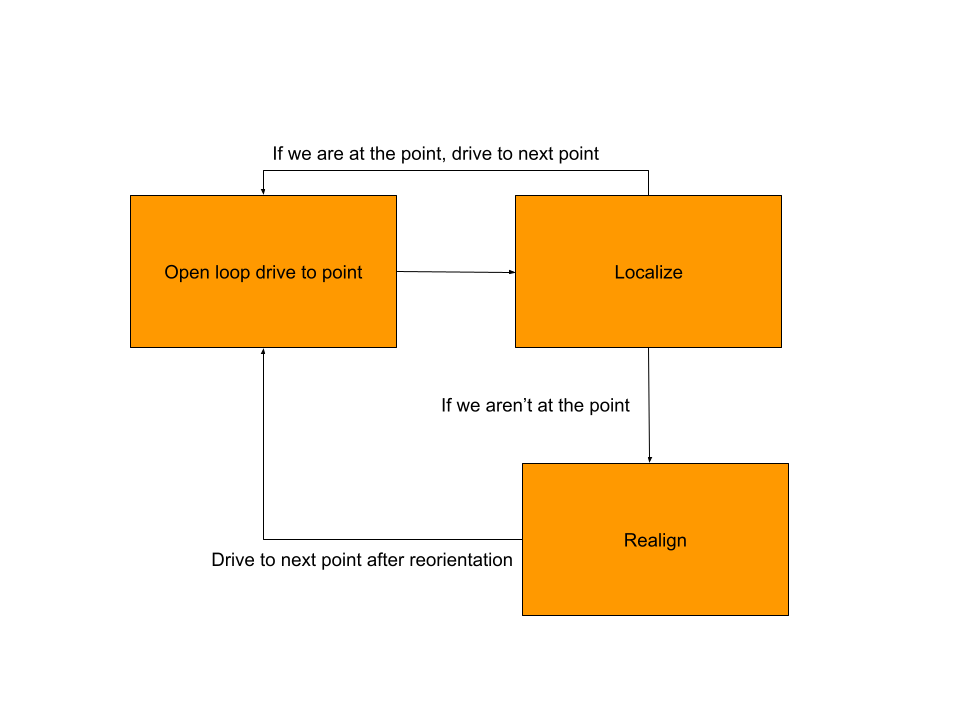 If we are at the point, drive to next point
Open loop drive to point
Localize
If we aren’t at the point
Realign
Drive to next point after reorientation